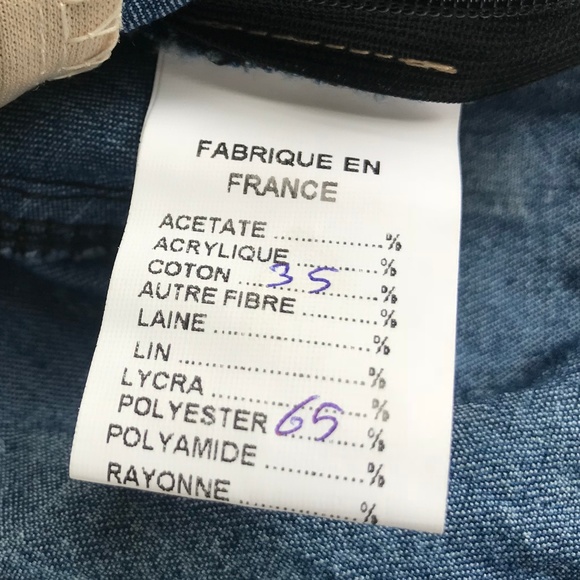 FABRIQUE EN
FRANCE
ACETATE ....................%
ACRYLIQUE ...............%
COTON ...35.............%
AUTRE FIBRE .............%
LAINE .........................%
LIN ..............................%
LYCRA .......................%
POLYESTER 65.......%
POLYAMIDE ................%
RAYONNE ...................%